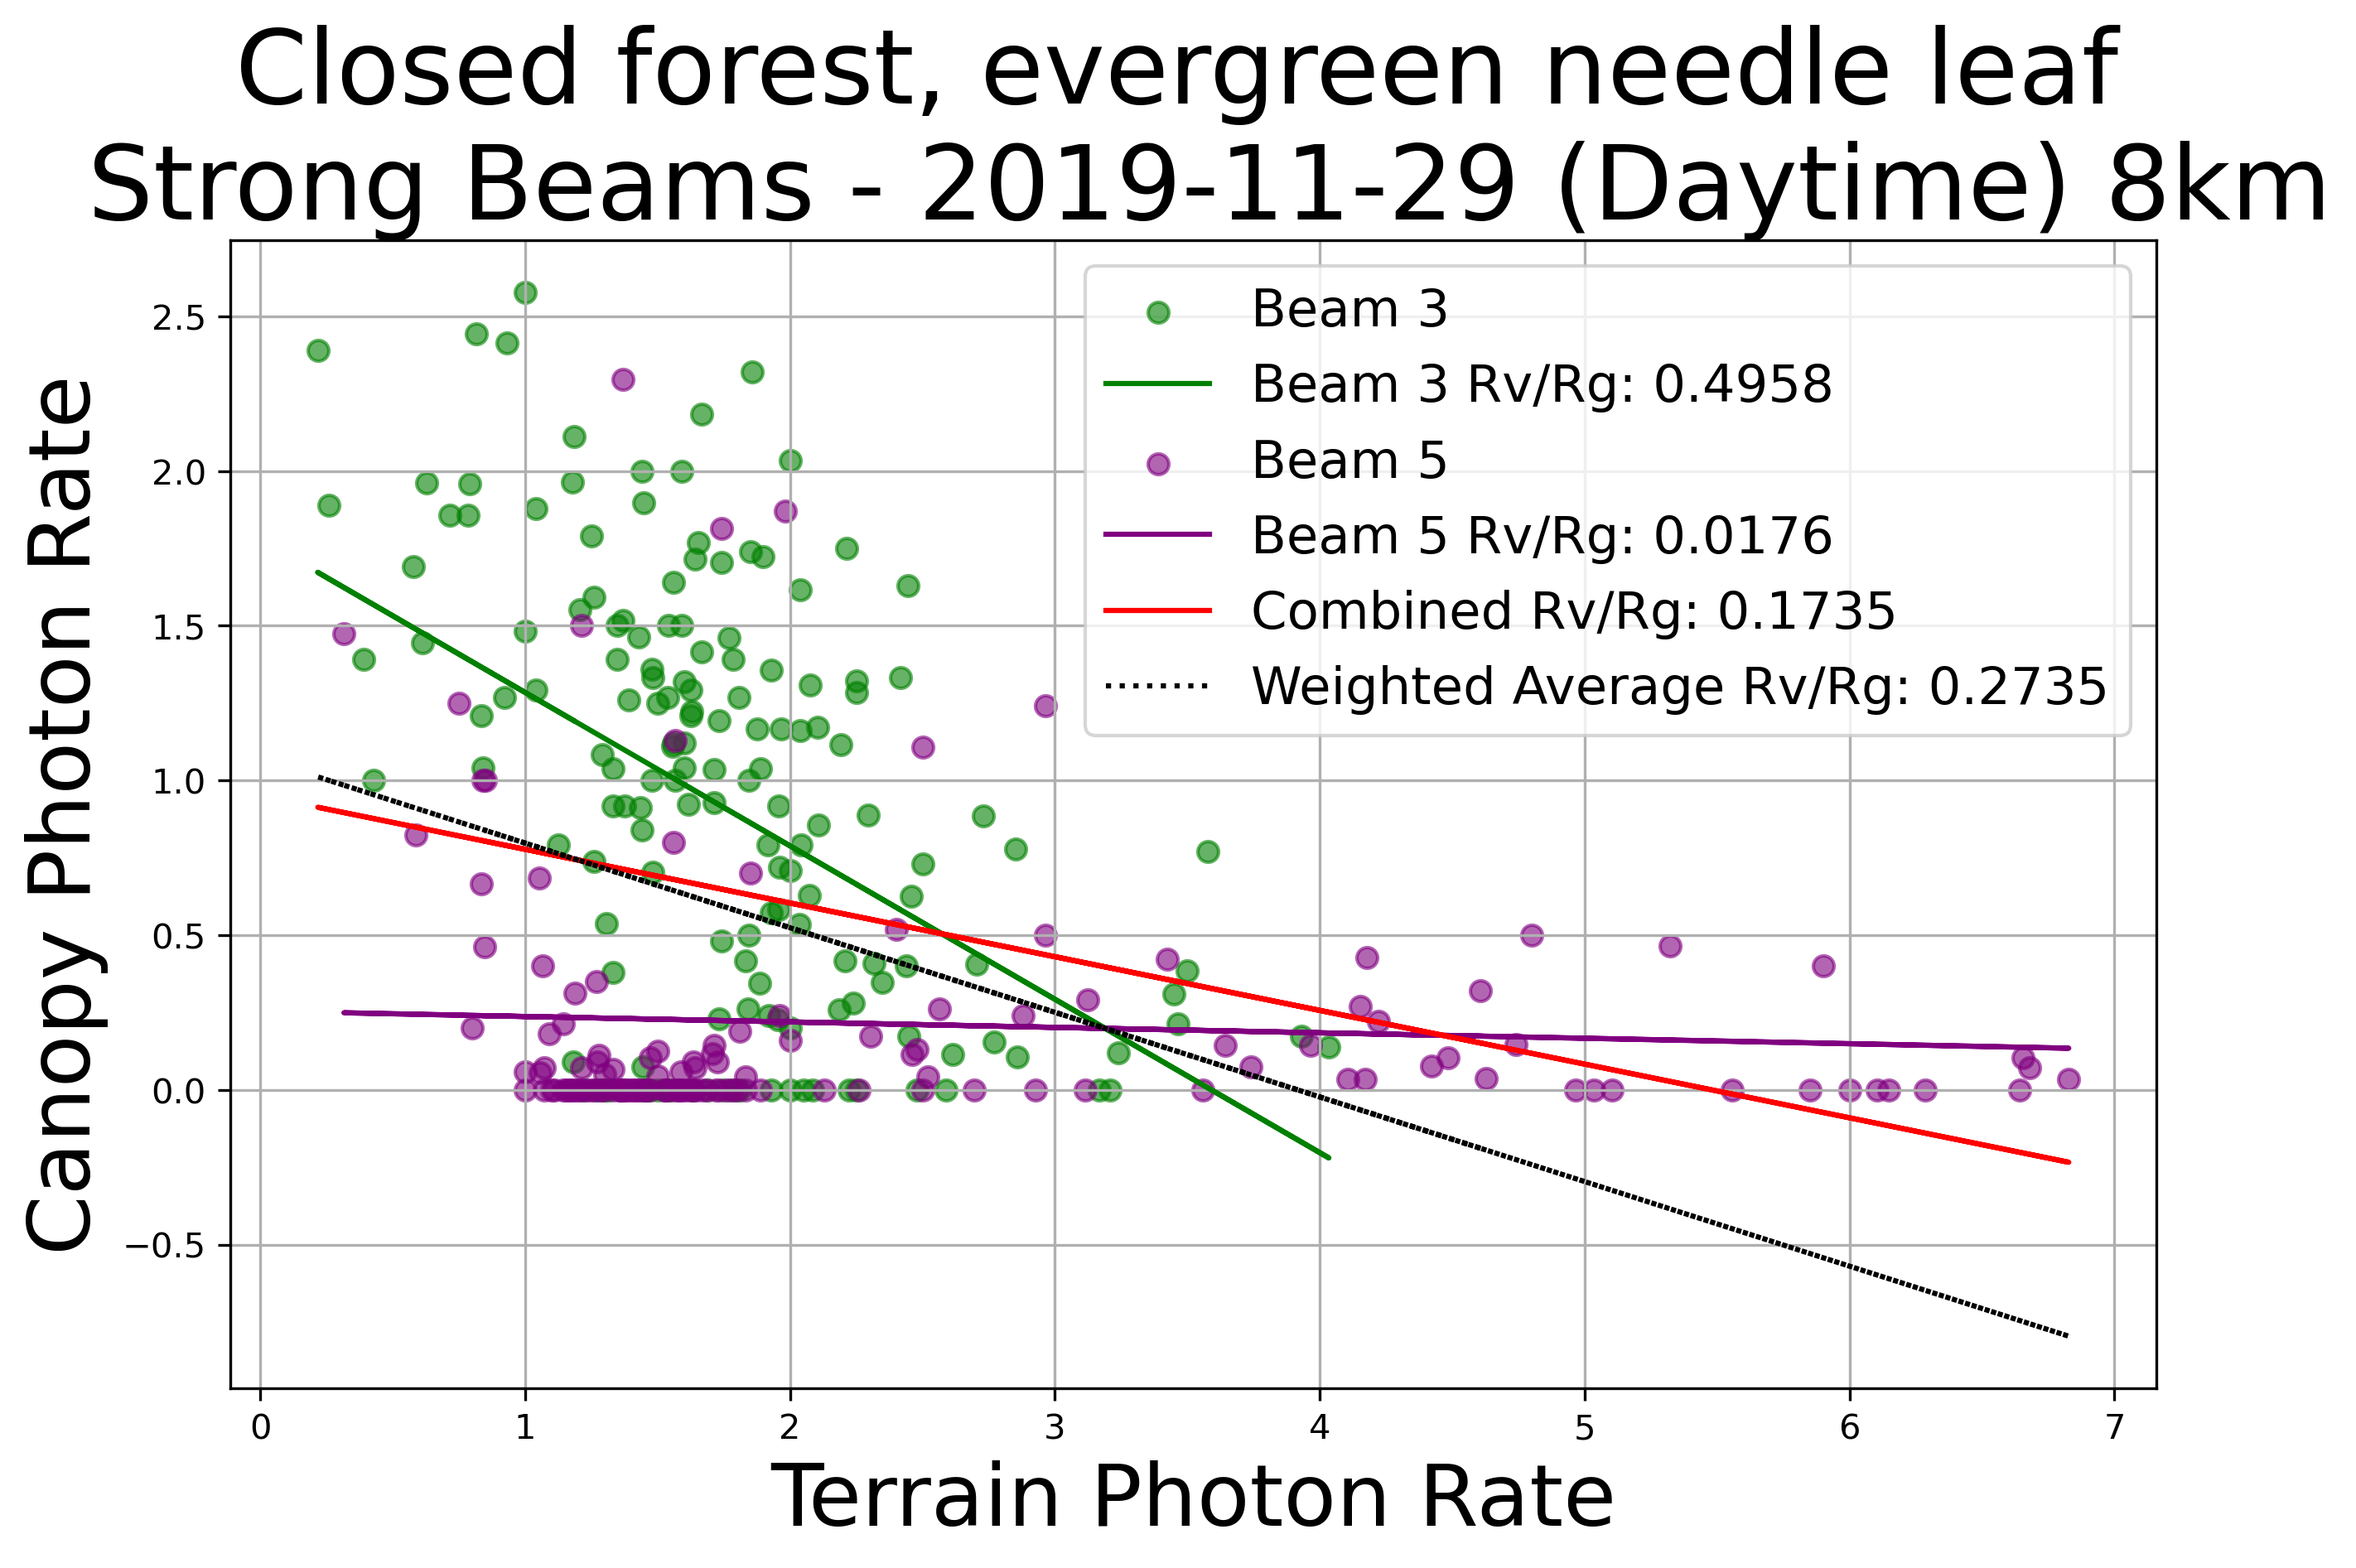 Closed forest, evergreen needle leaf
Strong Beams - 2019-11-29 (Daytime) 8km
Canopy Photon Rate
2.5
2.0
1.5
1.0
0.5
0.0
−0.5
Beam 3
Beam 3 Rv/Rg: 0.4958
Beam 5
Beam 5 Rv/Rg: 0.0176
Combined Rv/Rg: 0.1735
Weighted Average Rv/Rg: 0.2735
0 1 2 3 4 5 6 7
Terrain Photon Rate